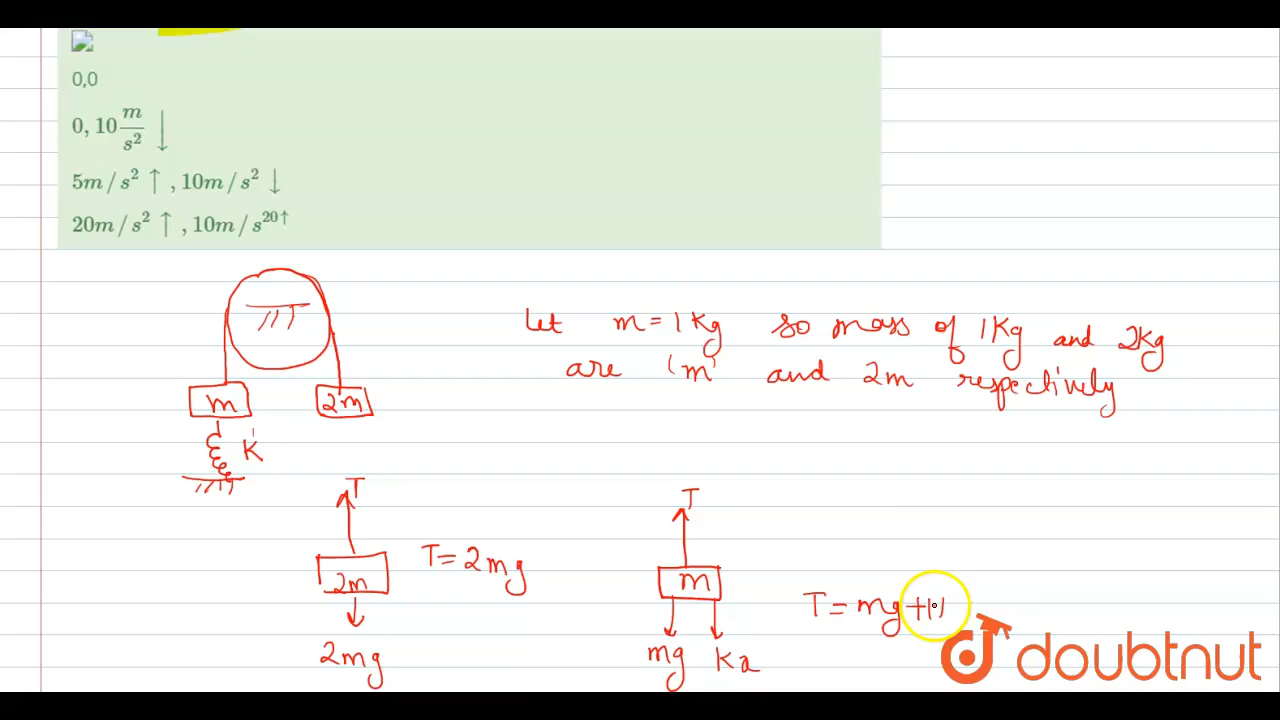 0,0
0, 10 m/s² ↓
5m/s² ↑, 10m/s² ↓
20m/s² ↑, 10m/s²⁰↑
m
2m
K
Let m = 1 Kg so mass of 1Kg and 2Kg
are 'm' and 2m respectively
T
2m
2mg
T = 2mg
T
m
mg
Kx
T = mg +
doubtnut